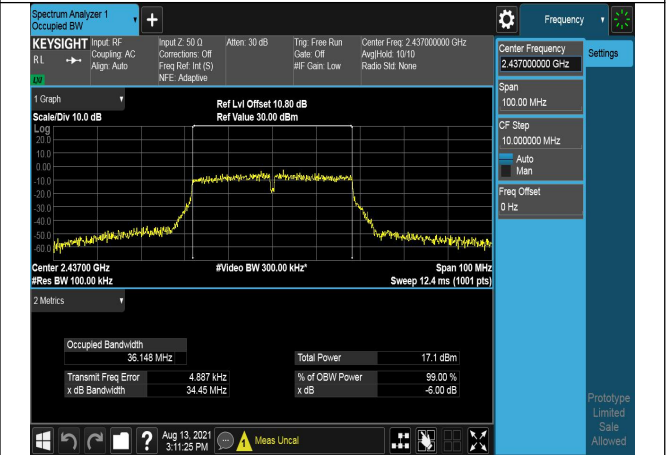 Spectrum Analyzer 1
Occupied BW
+
Frequency
KEYSIGHT
RL
LXI
Input: RF
Coupling: AC
Align: Auto
Input Z: 50 Ω
Corrections: Off
Freq Ref: Int (S)
NFE: Adaptive
Atten: 30 dB
Trig: Free Run
Gate: Off
#IF Gain: Low
Center Freq: 2.437000000 GHz
Avg|Hold: 10/10
Radio Std: None
Center Frequency
2.437000000 GHz
Settings
Span
100.00 MHz
CF Step
10.000000 MHz
Auto
Man
Freq Offset
0 Hz
1 Graph
Scale/Div 10.0 dB
Ref Lvl Offset 10.80 dB
Ref Value 30.00 dBm
Log
20.0
10.0
0.00
-10.0
-20.0
-30.0
-40.0
-50.0
-60.0
Center 2.43700 GHz
#Video BW 300.00 kHz*
Span 100 MHz
#Res BW 100.00 kHz
Sweep 12.4 ms (1001 pts)
2 Metrics
Occupied Bandwidth
36.148 MHz
Total Power 17.1 dBm
Transmit Freq Error 4.887 kHz
% of OBW Power 99.00 %
x dB Bandwidth 34.45 MHz
x dB -6.00 dB
Prototype
Limited
Sale
Allowed
?
Aug 13, 2021
3:11:25 PM
1
Meas Uncal